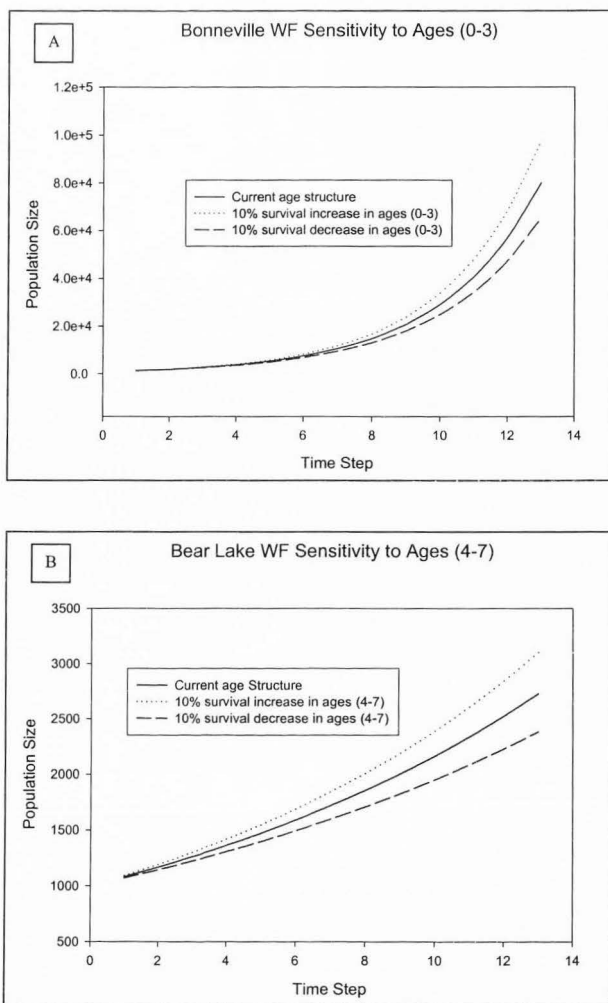 A
Bonneville WF Sensitivity to Ages (0-3)
1.2e+5
1.0e+5
8.0e+4
6.0e+4
4.0e+4
2.0e+4
0.0
Population Size
Current age structure
10% survival increase in ages (0-3)
10% survival decrease in ages (0-3)
0 2 4 6 8 10 12 14
Time Step
B
Bear Lake WF Sensitivity to Ages (4-7)
3500
3000
2500
2000
1500
1000
500
Population Size
Current age Structure
10% survival increase in ages (4-7)
10% survival decrease in ages (4-7)
0 2 4 6 8 10 12 14
Time Step